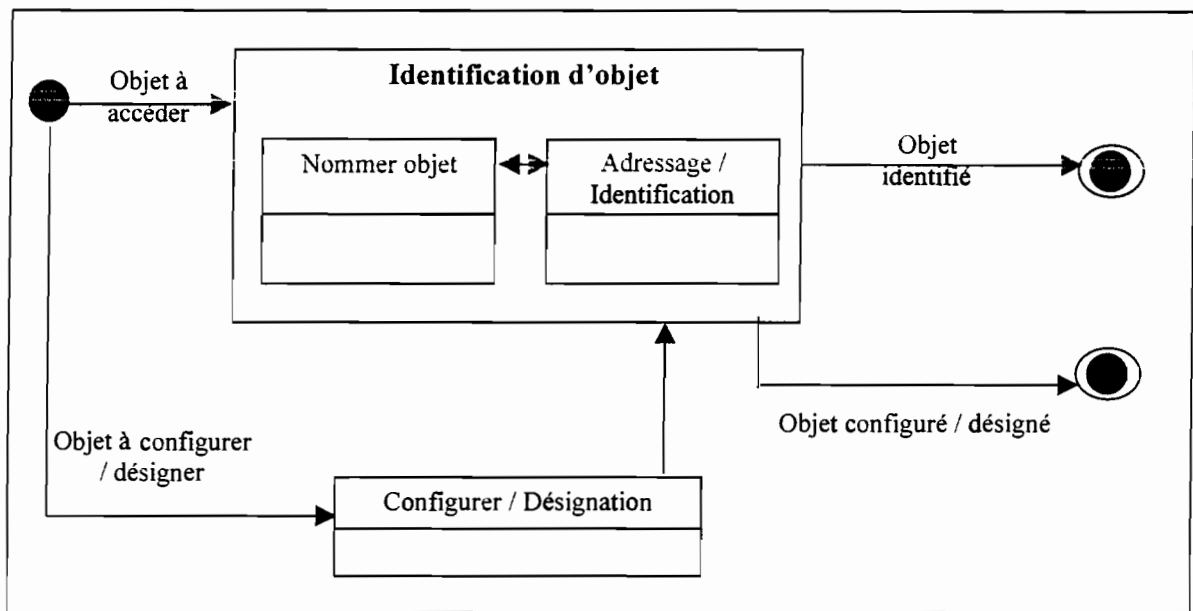 Identification d'objet
Objet à
accéder
Nommer objet
Adressage /
Identification
Objet
identifié
Objet à configurer
/ désigner
Objet configuré / désigné
Configurer / Désignation